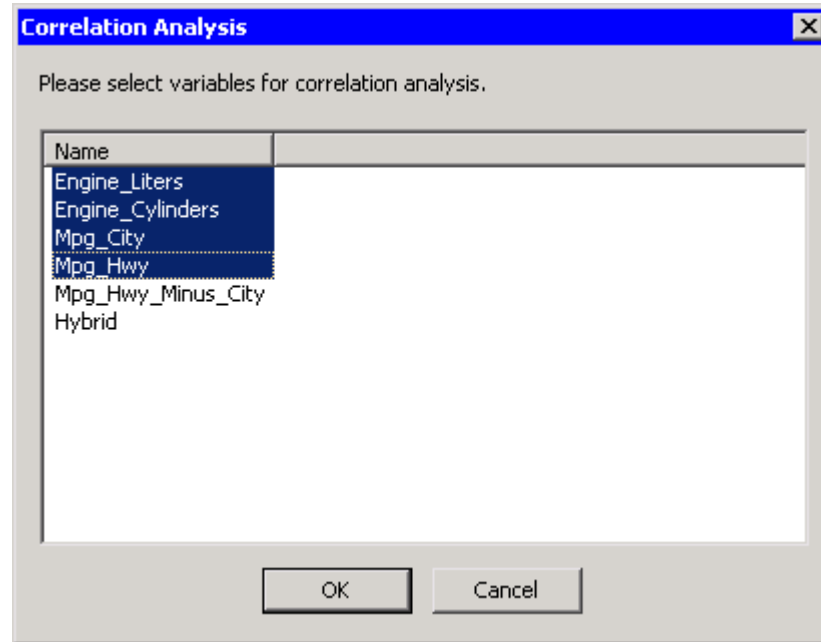 Correlation Analysis
Please select variables for correlation analysis.
Name
Engine_Liters
Engine_Cylinders
Mpg_City
Mpg_Hwy
Mpg_Hwy_Minus_City
Hybrid
OK Cancel